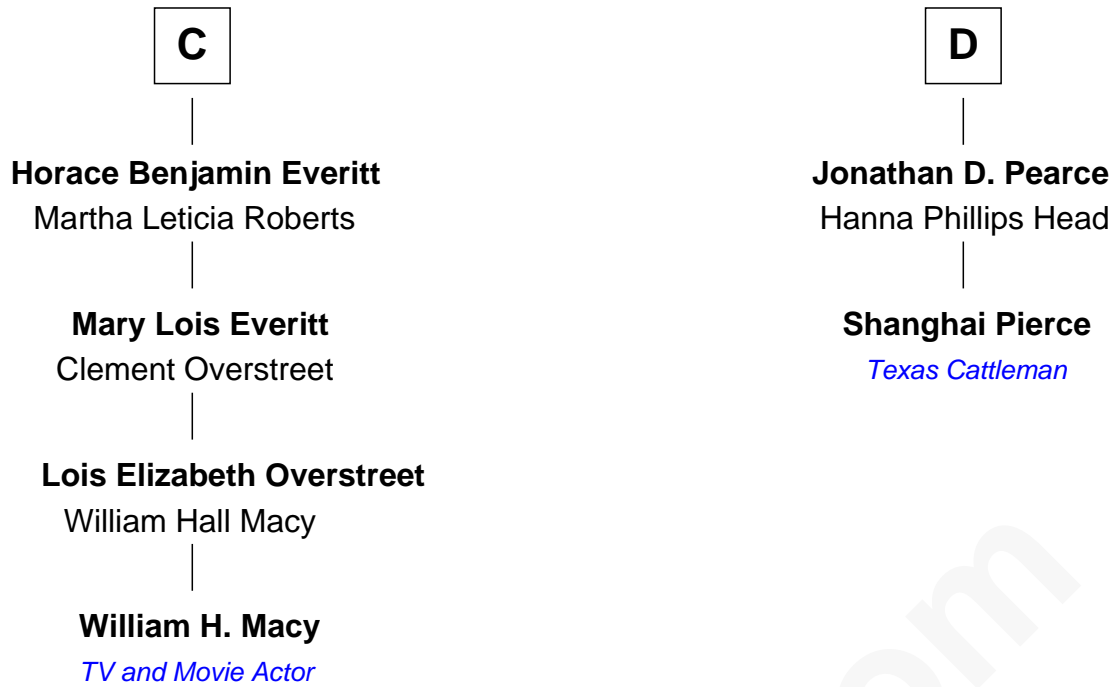 C
Horace Benjamin Everitt
Martha Leticia Roberts
Mary Lois Everitt
Clement Overstreet
Lois Elizabeth Overstreet
William Hall Macy
William H. Macy
TV and Movie Actor
D
Jonathan D. Pearce
Hanna Phillips Head
Shanghai Pierce
Texas Cattleman
om